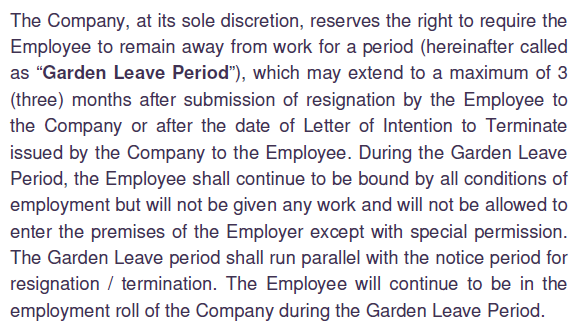 The Company, at its sole discretion, reserves the right to require the
Employee to remain away from work for a period (hereinafter called
as “Garden Leave Period”), which may extend to a maximum of 3
(three) months after submission of resignation by the Employee to
the Company or after the date of Letter of Intention to Terminate
issued by the Company to the Employee. During the Garden Leave
Period, the Employee shall continue to be bound by all conditions of
employment but will not be given any work and will not be allowed to
enter the premises of the Employer except with special permission.
The Garden Leave period shall run parallel with the notice period for
resignation / termination. The Employee will continue to be in the
employment roll of the Company during the Garden Leave Period.